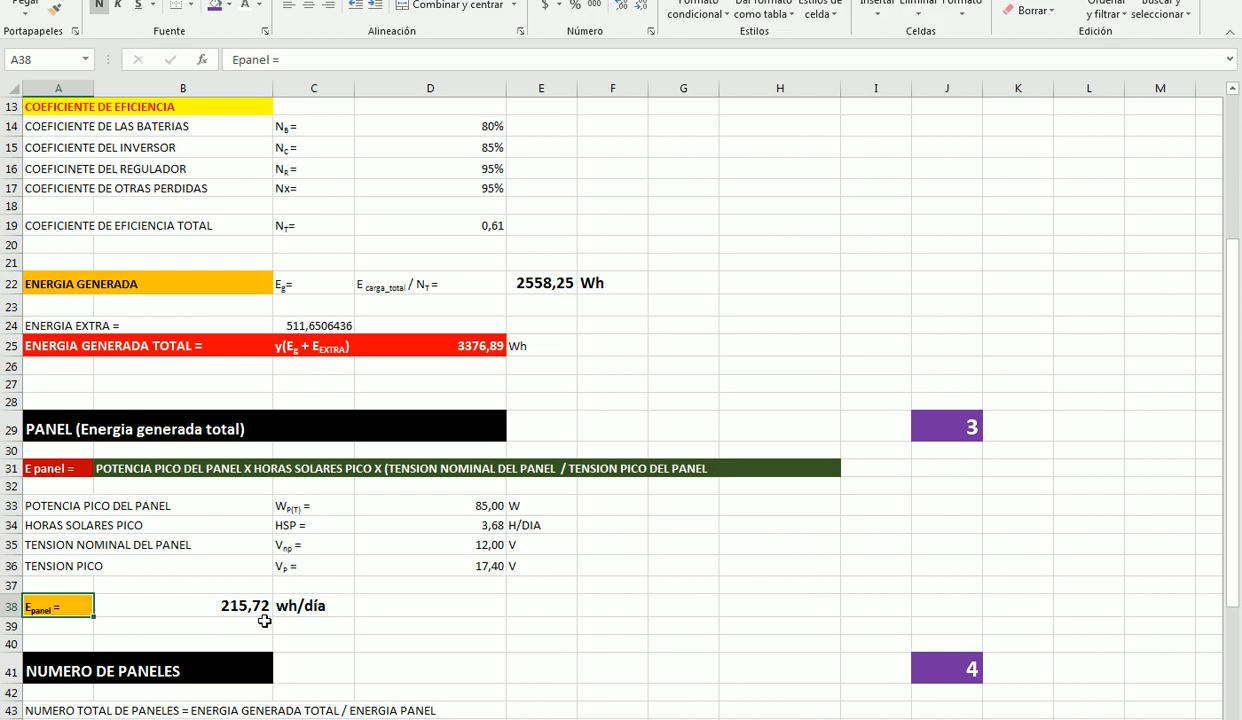 Pegar
N K S A
Combinar y centrar
$ % 000
Formato
condicional
Dar formato
como tabla
Estilos de
celda
Insertar Eliminar Formato
Borrar
Ordenar
y filtrar
Buscar y
seleccionar
Portapapeles Fuente Alineación Número Estilos Celdas Edición
A38 fx Epanel =
A B C D E F G H I J K L M
13 COEFICIENTE DE EFICIENCIA
14 COEFICIENTE DE LAS BATERIAS NB = 80%
15 COEFICIENTE DEL INVERSOR NC = 85%
16 COEFICINETE DEL REGULADOR NR = 95%
17 COEFICIENTE DE OTRAS PERDIDAS Nx= 95%
18
19 COEFICIENTE DE EFICIENCIA TOTAL NT= 0,61
20
21
22 ENERGIA GENERADA Eg= E carga_total / NT = 2558,25 Wh
23
24 ENERGIA EXTRA = 511,6506436
25 ENERGIA GENERADA TOTAL = y(Eg + EEXTRA) 3376,89 Wh
26
27
28
29 PANEL (Energia generada total) 3
30
31 E panel = POTENCIA PICO DEL PANEL X HORAS SOLARES PICO X (TENSION NOMINAL DEL PANEL / TENSION PICO DEL PANEL
32
33 POTENCIA PICO DEL PANEL WP(T) = 85,00 W
34 HORAS SOLARES PICO HSP = 3,68 H/DIA
35 TENSION NOMINAL DEL PANEL Vnp = 12,00 V
36 TENSION PICO VP = 17,40 V
37
38 Epanel = 215,72 wh/día
39
40
41 NUMERO DE PANELES 4
42
43 NUMERO TOTAL DE PANELES = ENERGIA GENERADA TOTAL / ENERGIA PANEL